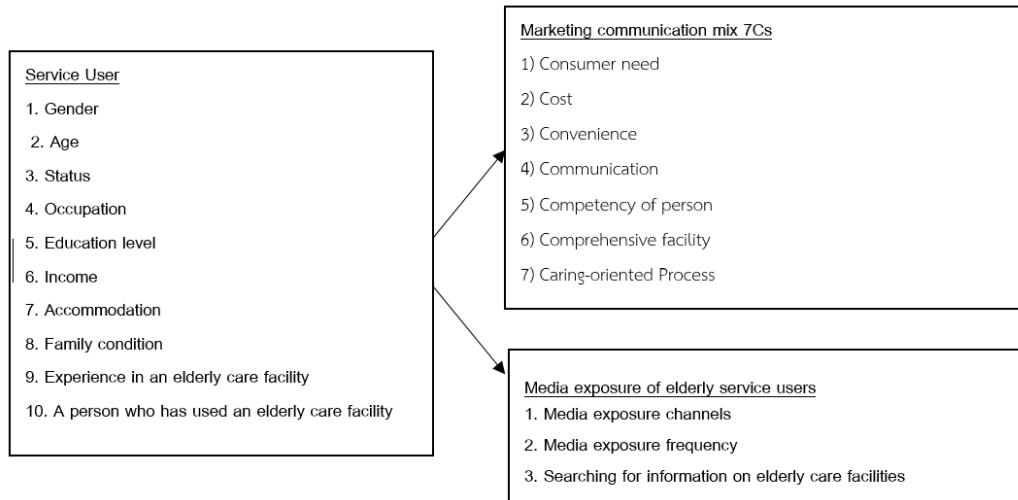 Service User
1. Gender
2. Age
3. Status
4. Occupation
5. Education level
6. Income
7. Accommodation
8. Family condition
9. Experience in an elderly care facility
10. A person who has used an elderly care facility
Marketing communication mix 7Cs
1) Consumer need
2) Cost
3) Convenience
4) Communication
5) Competency of person
6) Comprehensive facility
7) Caring-oriented Process
Media exposure of elderly service users
1. Media exposure channels
2. Media exposure frequency
3. Searching for information on elderly care facilities